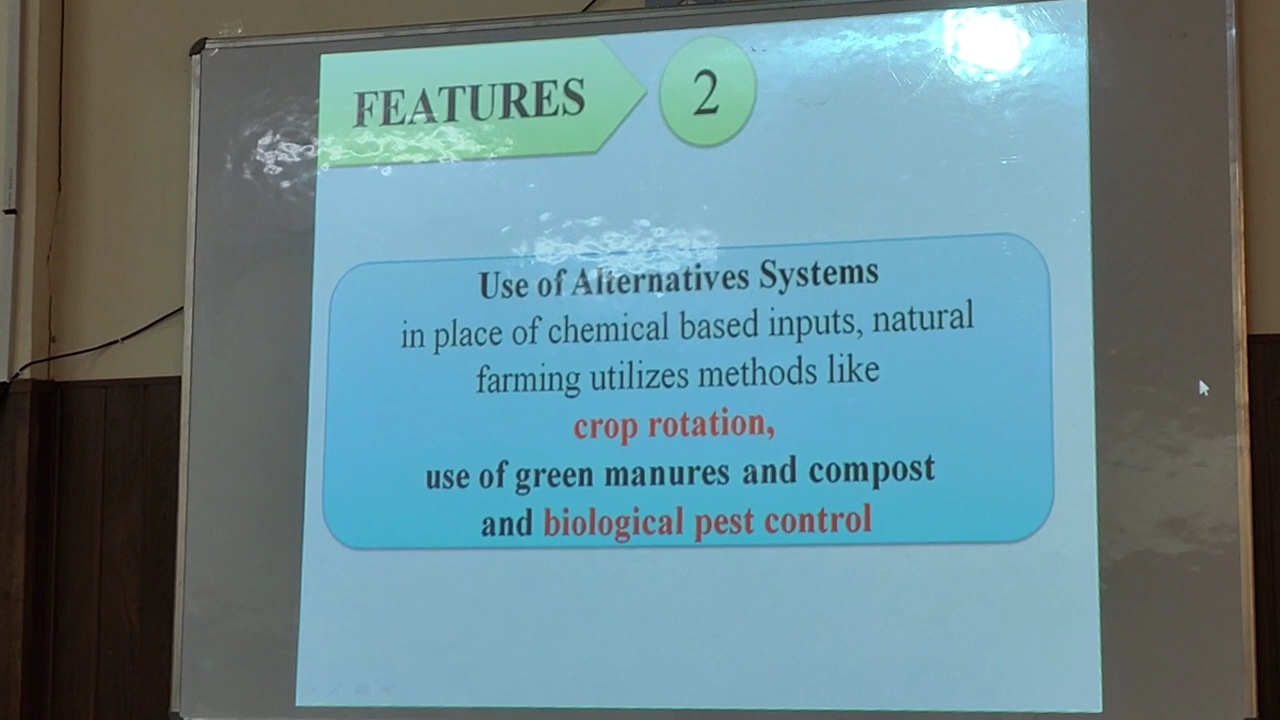 FEATURES
2
Use of Alternatives Systems
in place of chemical based inputs, natural
farming utilizes methods like
crop rotation,
use of green manures and compost
and biological pest control